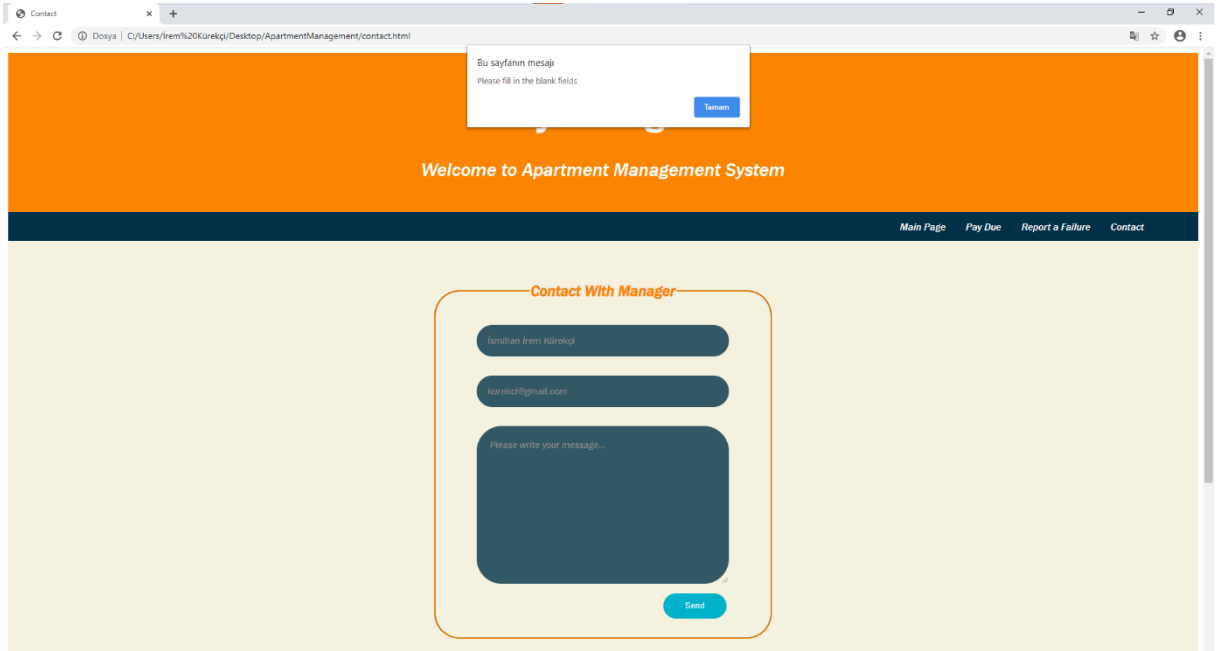 Contact
Dosya | C:/Users/İrem%20Kürekçi/Desktop/ApartmentManagement/contact.html
Bu sayfanın mesajı
Please fill in the blank fields
Tamam
Welcome to Apartment Management System
Main Page Pay Due Report a Failure Contact
Contact With Manager
İsmihan İrem Kürekçi
kurekci@gmail.com
Please write your message...
Send